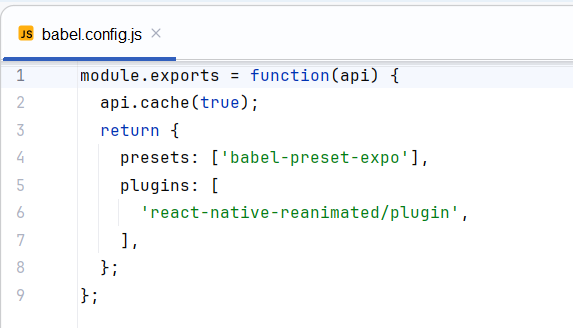 JS babel.config.js ×
1 module.exports = function(api) {
2   api.cache(true);
3   return {
4     presets: ['babel-preset-expo'],
5     plugins: [
6       'react-native-reanimated/plugin',
7     ],
8   };
9 };